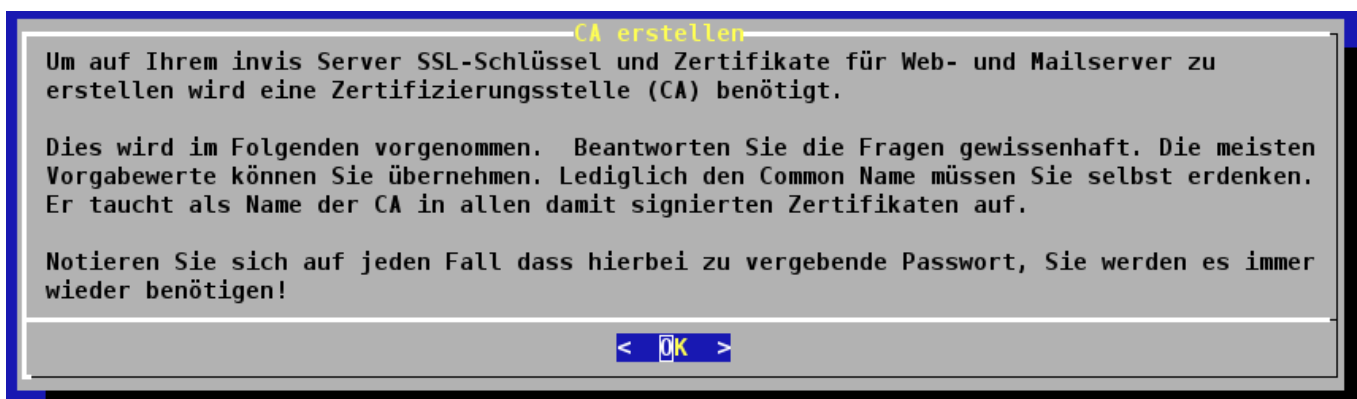 CA erstellen
Um auf Ihrem invis Server SSL-Schlüssel und Zertifikate für Web- und Mailserver zu
erstellen wird eine Zertifizierungsstelle (CA) benötigt.
Dies wird im Folgenden vorgenommen.  Beantworten Sie die Fragen gewissenhaft. Die meisten
Vorgabewerte können Sie übernehmen. Lediglich den Common Name müssen Sie selbst erdenken.
Er taucht als Name der CA in allen damit signierten Zertifikaten auf.
Notieren Sie sich auf jeden Fall dass hierbei zu vergebende Passwort, Sie werden es immer
wieder benötigen!
<  OK  >